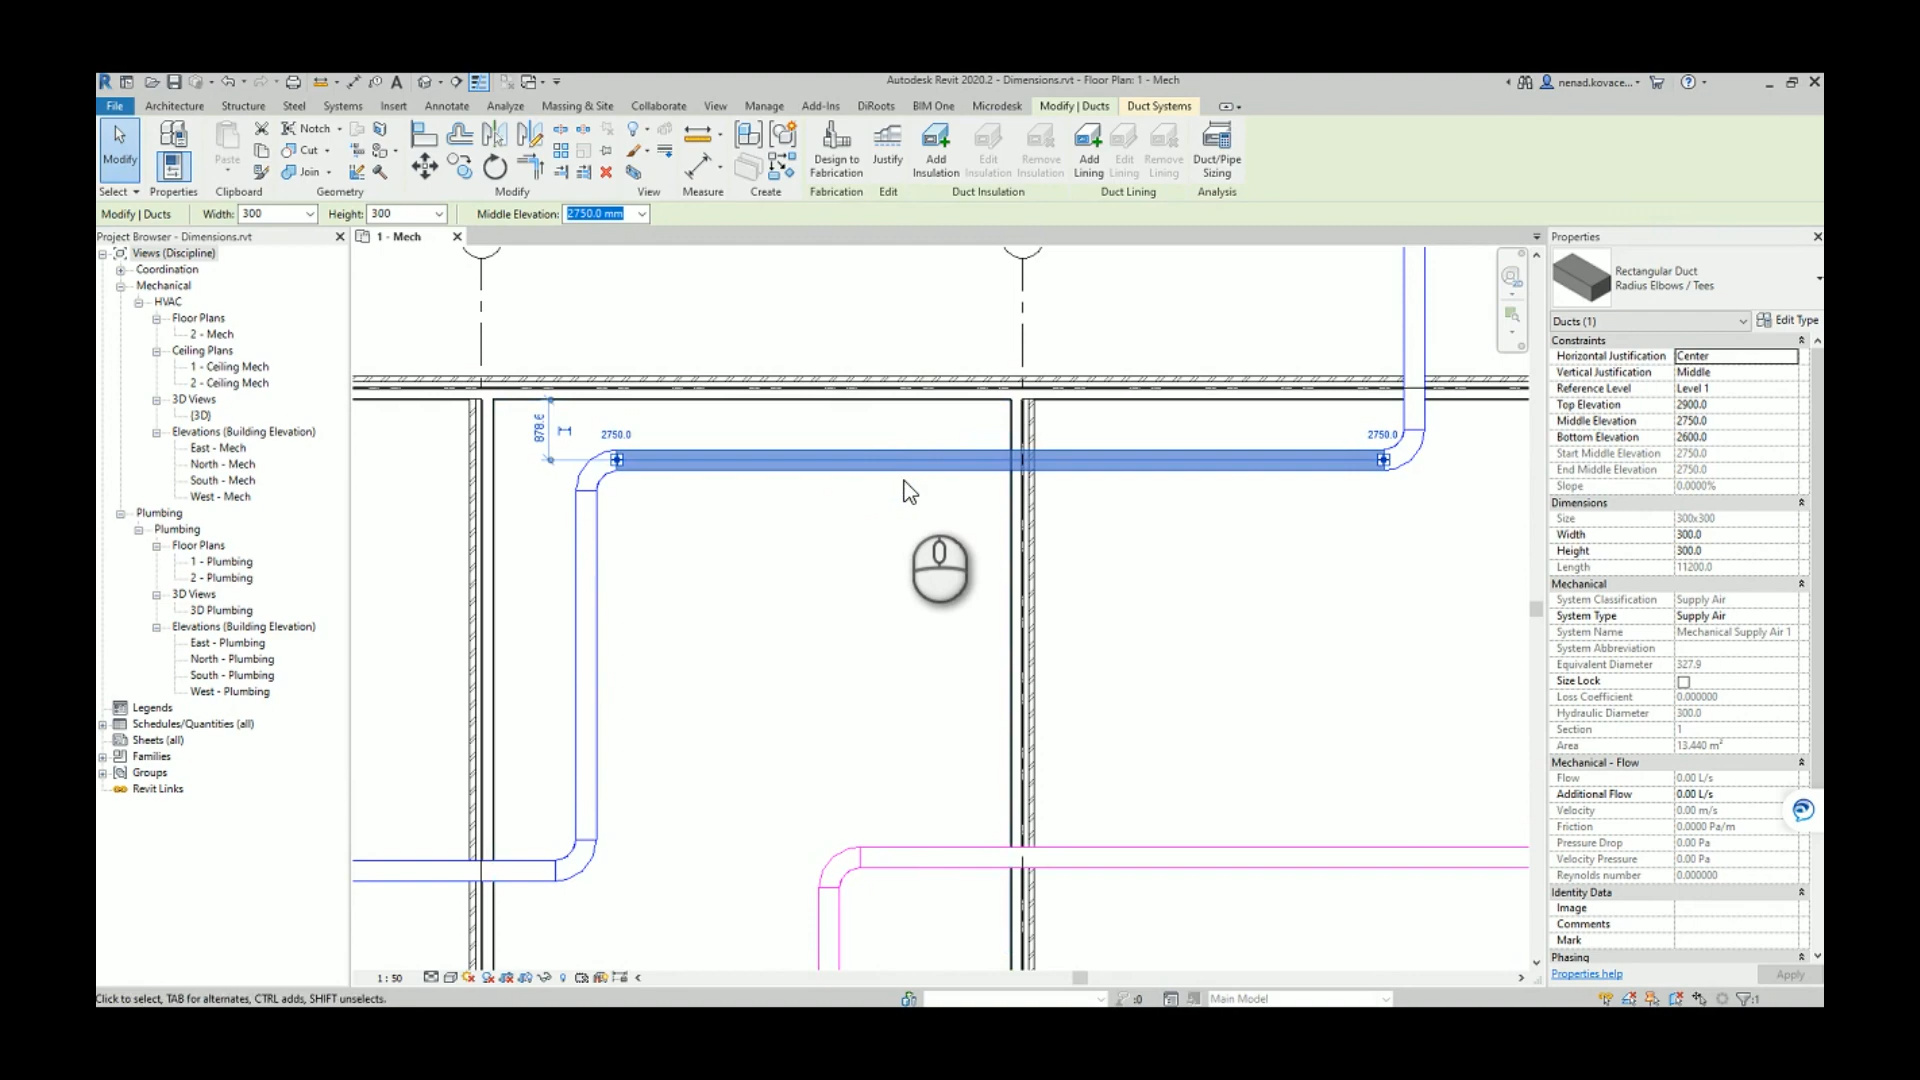 Autodesk Revit 2020.2 - Dimensions.rvt - Floor Plan: 1 - Mech
nenad.kovace...
File Architecture Structure Steel Systems Insert Annotate Analyze Massing & Site Collaborate View Manage Add-Ins DiRoots BIM One Microdesk Modify | Ducts Duct Systems
Modify
Paste
Notch
Cut
Join
Design to Fabrication
Justify
Add Insulation
Edit Insulation
Remove Insulation
Add Lining
Edit Lining
Remove Lining
Duct/Pipe Sizing
Select Properties Clipboard Geometry Modify View Measure Create Fabrication Edit Duct Insulation Duct Lining Analysis
Modify | Ducts Width: 300 Height: 300 Middle Elevation: 2750.0 mm
Project Browser - Dimensions.rvt
Views (Discipline)
Coordination
Mechanical
HVAC
Floor Plans
2 - Mech
Ceiling Plans
1 - Ceiling Mech
2 - Ceiling Mech
3D Views
(3D)
Elevations (Building Elevation)
East - Mech
North - Mech
South - Mech
West - Mech
Plumbing
Plumbing
Floor Plans
1 - Plumbing
2 - Plumbing
3D Views
3D Plumbing
Elevations (Building Elevation)
East - Plumbing
North - Plumbing
South - Plumbing
West - Plumbing
Legends
Schedules/Quantities (all)
Sheets (all)
Families
Groups
Revit Links
1 - Mech
878.6
2750.0
2750.0
1 : 50
Properties
Rectangular Duct
Radius Elbows / Tees
Ducts (1) Edit Type
Constraints
Horizontal Justification Center
Vertical Justification Middle
Reference Level Level 1
Top Elevation 2900.0
Middle Elevation 2750.0
Bottom Elevation 2600.0
Start Middle Elevation 2750.0
End Middle Elevation 2750.0
Slope 0.0000%
Dimensions
Size 300x300
Width 300.0
Height 300.0
Length 11200.0
Mechanical
System Classification Supply Air
System Type Supply Air
System Name Mechanical Supply Air 1
System Abbreviation
Equivalent Diameter 327.9
Size Lock
Loss Coefficient 0.000000
Hydraulic Diameter 300.0
Section 1
Area 13.440 m²
Mechanical - Flow
Flow 0.00 L/s
Additional Flow 0.00 L/s
Velocity 0.00 m/s
Friction 0.0000 Pa/m
Pressure Drop 0.00 Pa
Velocity Pressure 0.00 Pa
Reynolds number 0.000000
Identity Data
Image
Comments
Mark
Phasing
Properties help Apply
Click to select, TAB for alternates, CTRL adds, SHIFT unselects.
:0
Main Model
:1